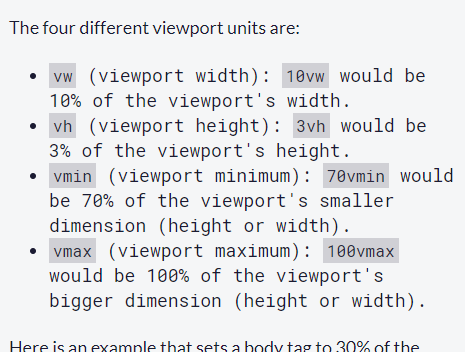 The four different viewport units are:
• vw (viewport width): 10vw would be
10% of the viewport's width.
• vh (viewport height): 3vh would be
3% of the viewport's height.
• vmin (viewport minimum): 70vmin would
be 70% of the viewport's smaller
dimension (height or width).
• vmax (viewport maximum): 100vmax
would be 100% of the viewport's
bigger dimension (height or width).
Here is an example that sets a body tag to 30% of the